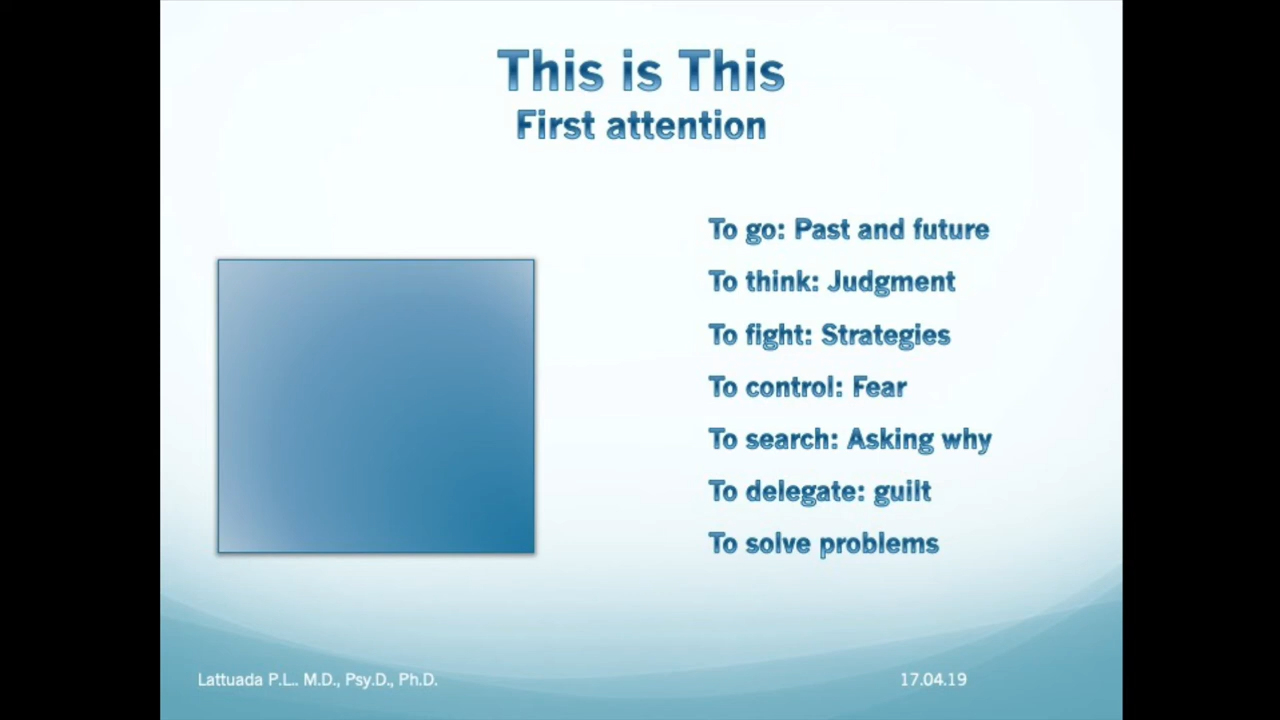 This is This
First attention
To go: Past and future
To think: Judgment
To fight: Strategies
To control: Fear
To search: Asking why
To delegate: guilt
To solve problems
Lattuada P.L.. M.D., Psy.D., Ph.D.
17.04.19